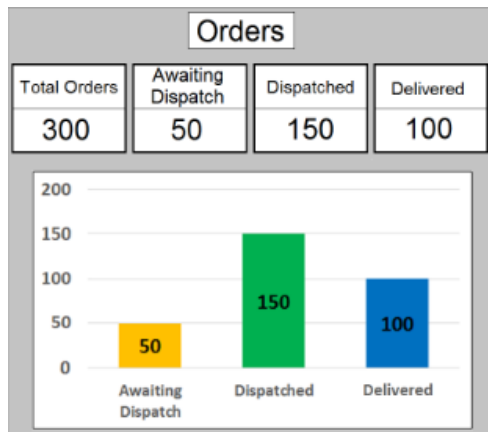 Orders
Total Orders
300
Awaiting
Dispatch
50
Dispatched
150
Delivered
100
200
150
100
50
0
50
150
100
Awaiting
Dispatch
Dispatched
Delivered